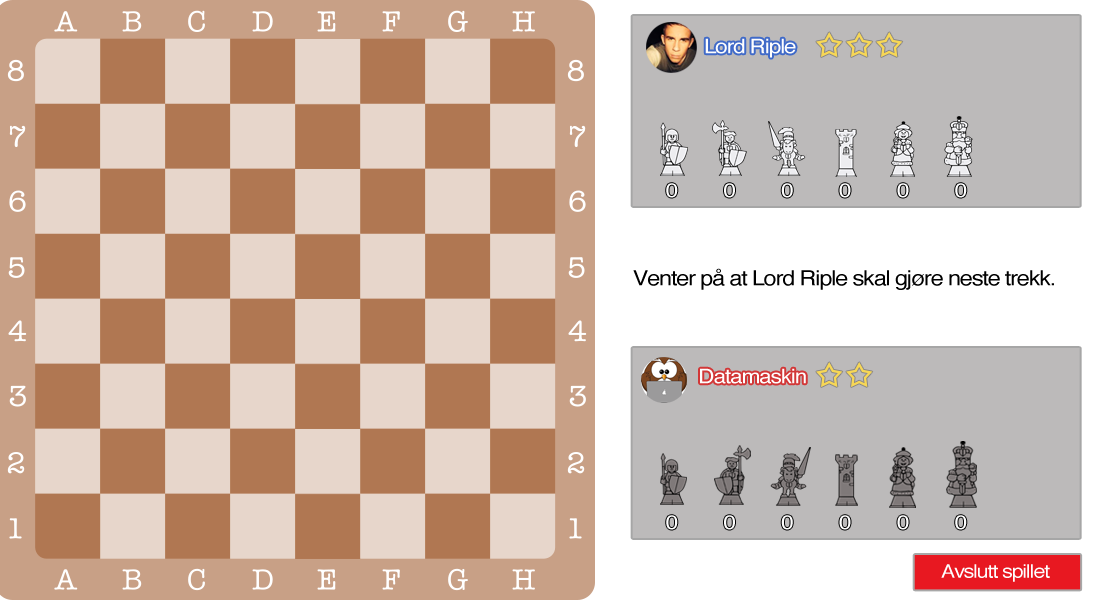 A B C D E F G H
8 8
7 7
6 6
5 5
4 4
3 3
2 2
1 1
A B C D E F G H
Lord Riple
0 0 0 0 0 0
Venter på at Lord Riple skal gjøre neste trekk.
Datamaskin
0 0 0 0 0 0
Avslutt spillet